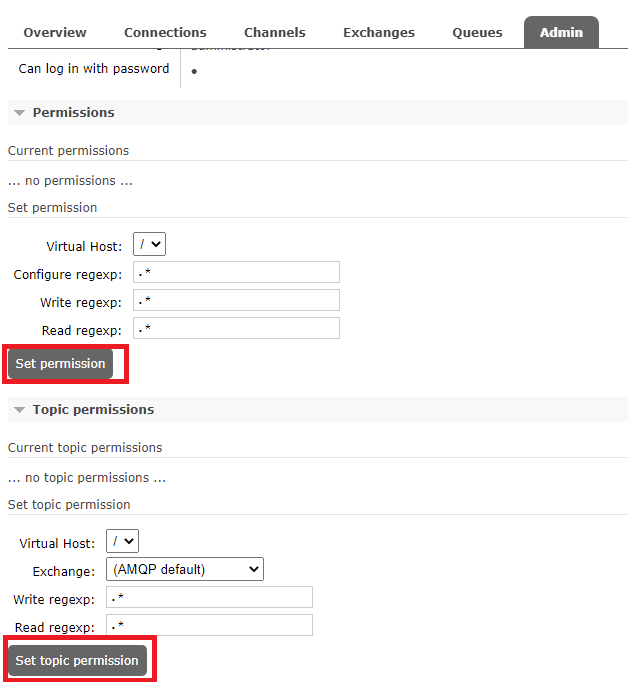 Overview Connections Channels Exchanges Queues Admin
Can log in with password •
Permissions
Current permissions
... no permissions ...
Set permission
Virtual Host: /
Configure regexp: .*
Write regexp: .*
Read regexp: .*
Set permission
Topic permissions
Current topic permissions
... no topic permissions ...
Set topic permission
Virtual Host: /
Exchange: (AMQP default)
Write regexp: .*
Read regexp: .*
Set topic permission